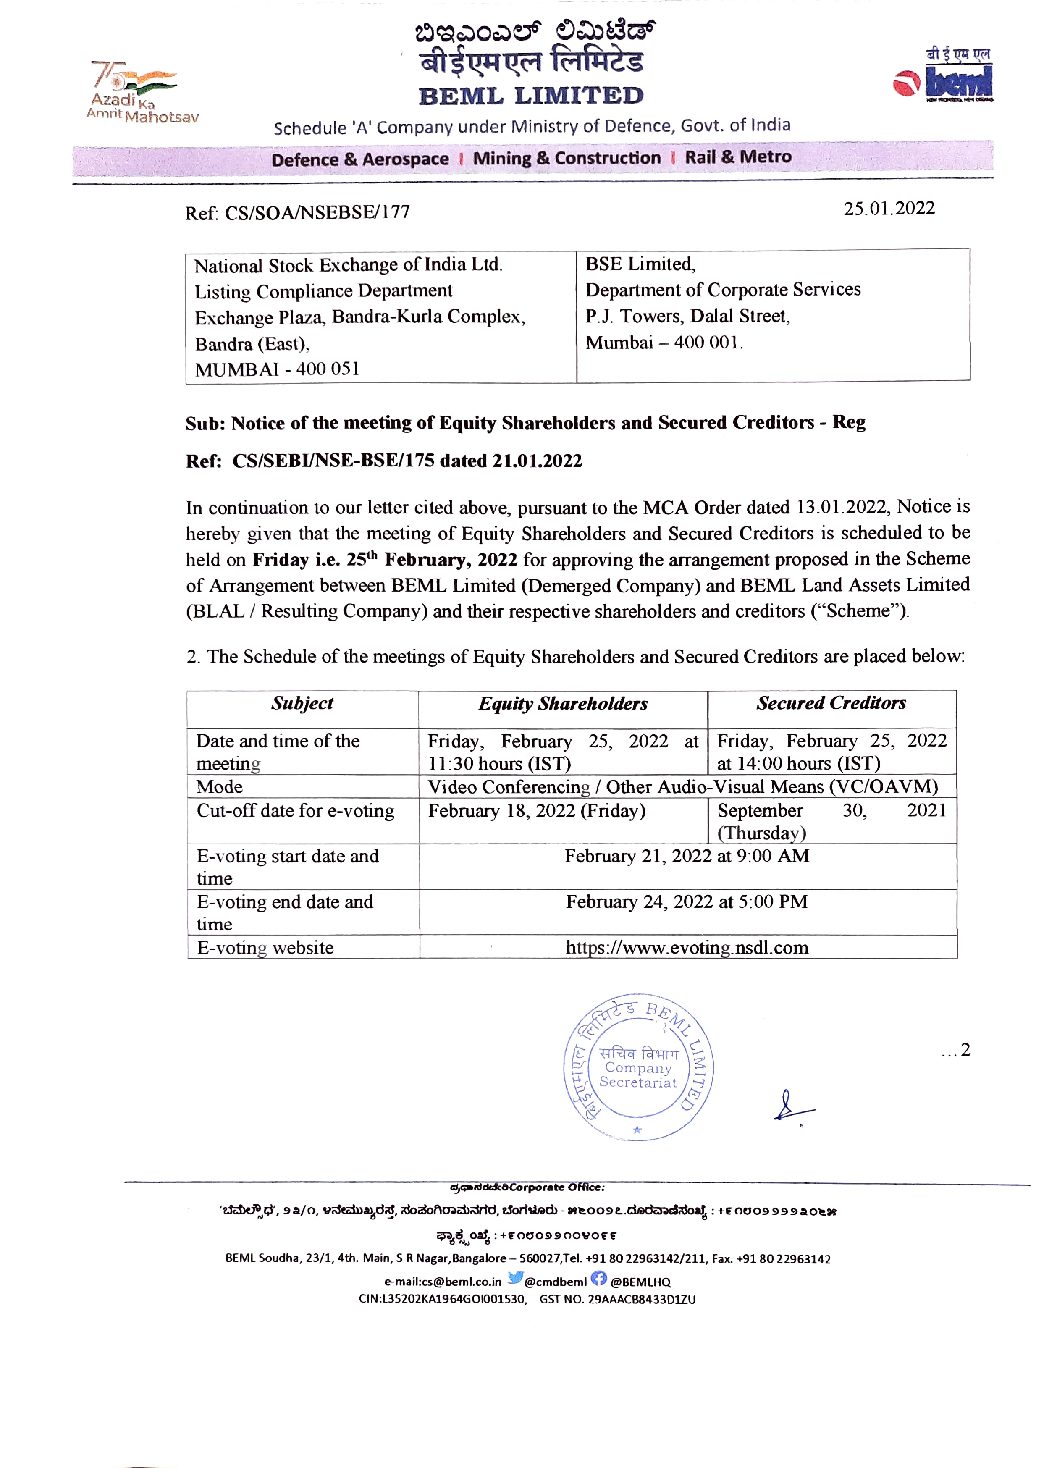 ಬಿಇಎಂಎಲ್ ಲಿಮಿಟೆಡ್
बीईएमएल लिमिटेड
BEML LIMITED
Schedule 'A' Company under Ministry of Defence, Govt. of India
75
Azadi Ka
Amrit Mahotsav
बी ई एम एल
beml
Defence & Aerospace | Mining & Construction | Rail & Metro
Ref: CS/SOA/NSEBSE/177
25.01.2022
National Stock Exchange of India Ltd.
Listing Compliance Department
Exchange Plaza, Bandra-Kurla Complex,
Bandra (East),
MUMBAI - 400 051
BSE Limited,
Department of Corporate Services
P.J. Towers, Dalal Street,
Mumbai – 400 001.
Sub: Notice of the meeting of Equity Shareholders and Secured Creditors - Reg
Ref: CS/SEBI/NSE-BSE/175 dated 21.01.2022
In continuation to our letter cited above, pursuant to the MCA Order dated 13.01.2022, Notice is
hereby given that the meeting of Equity Shareholders and Secured Creditors is scheduled to be
held on Friday i.e. 25th February, 2022 for approving the arrangement proposed in the Scheme
of Arrangement between BEML Limited (Demerged Company) and BEML Land Assets Limited
(BLAL / Resulting Company) and their respective shareholders and creditors (“Scheme”).
2. The Schedule of the meetings of Equity Shareholders and Secured Creditors are placed below:
Subject Equity Shareholders Secured Creditors
Date and time of the meeting
Friday, February 25, 2022 at
11:30 hours (IST)
Friday, February 25, 2022
at 14:00 hours (IST)
Mode Video Conferencing / Other Audio-Visual Means (VC/OAVM)
Cut-off date for e-voting February 18, 2022 (Friday) September 30, 2021
(Thursday)
E-voting start date and February 21, 2022 at 9:00 AM
time
E-voting end date and February 24, 2022 at 5:00 PM
time
E-voting website https://www.evoting.nsdl.com
बीईएमएल लिमिटेड BEML LIMITED
सचिव विभाग
Company
Secretariat
...2
Corporate Office:
BEML Soudha, 23/1, 4th. Main, S R Nagar,Bangalore – 560027,Tel. +91 80 22963142/211, Fax. +91 80 22963142
e-mail:cs@beml.co.in @cmdbeml @BEMLHQ
CIN:L35202KA1964GOI001530, GST NO. 29AAACB8433D1ZU